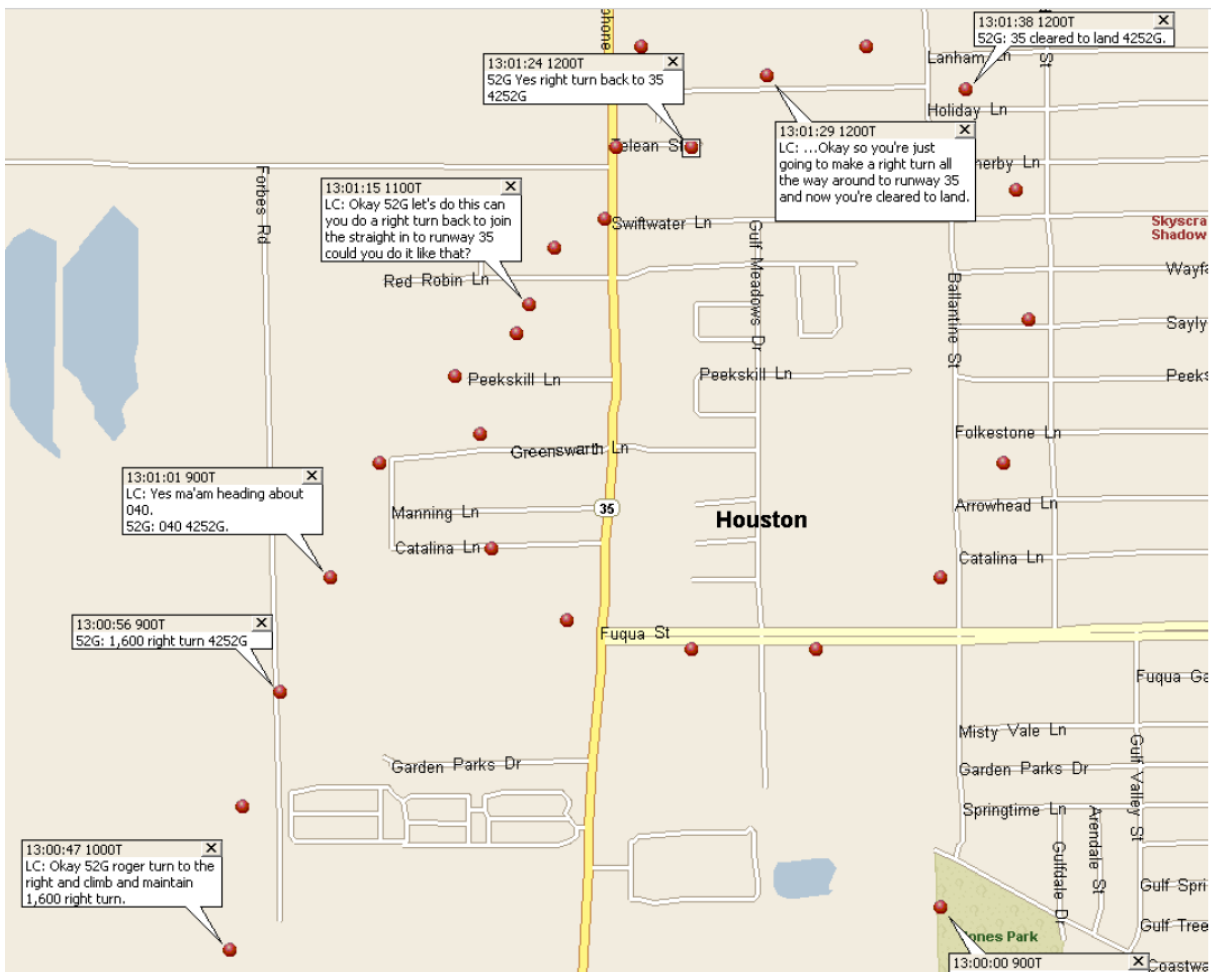 13:01:38 1200T
52G: 35 cleared to land 4252G.
phone
St
Lanham Ln
13:01:24 1200T
52G Yes right turn back to 35
4252G
Holiday Ln
13:01:29 1200T
LC: ...Okay so you're just
going to make a right turn all
the way around to runway 35
and now you're cleared to land.
Telean St
nerby Ln
Forbes Rd
13:01:15 1100T
LC: Okay 52G let's do this can
you do a right turn back to join
the straight in to runway 35
could you do it like that?
Swiftwater Ln
Skyscra
Shadow
Gulf Meadows Dr
Red Robin Ln
Wayfa
Ballantine St
Sayly
Peekskill Ln
Peekskill Ln
Peeks
Folkestone Ln
Greenswarth Ln
13:01:01 900T
LC: Yes ma'am heading about
040.
52G: 040 4252G.
35
Houston
Manning Ln
Arrowhead Ln
Catalina Ln
Catalina Ln
13:00:56 900T
52G: 1,600 right turn 4252G
Fuqua St
Fuqua Ga
Misty Vale Ln
Garden Parks Dr
Garden Parks Dr
Gulf Valley St
Springtime Ln
Arendale St
13:00:47 1000T
LC: Okay 52G roger turn to the
right and climb and maintain
1,600 right turn.
Gulfdale Dr
Gulf Spri
Gulf Tree
Jones Park
13:00:00 900T
Coastwa